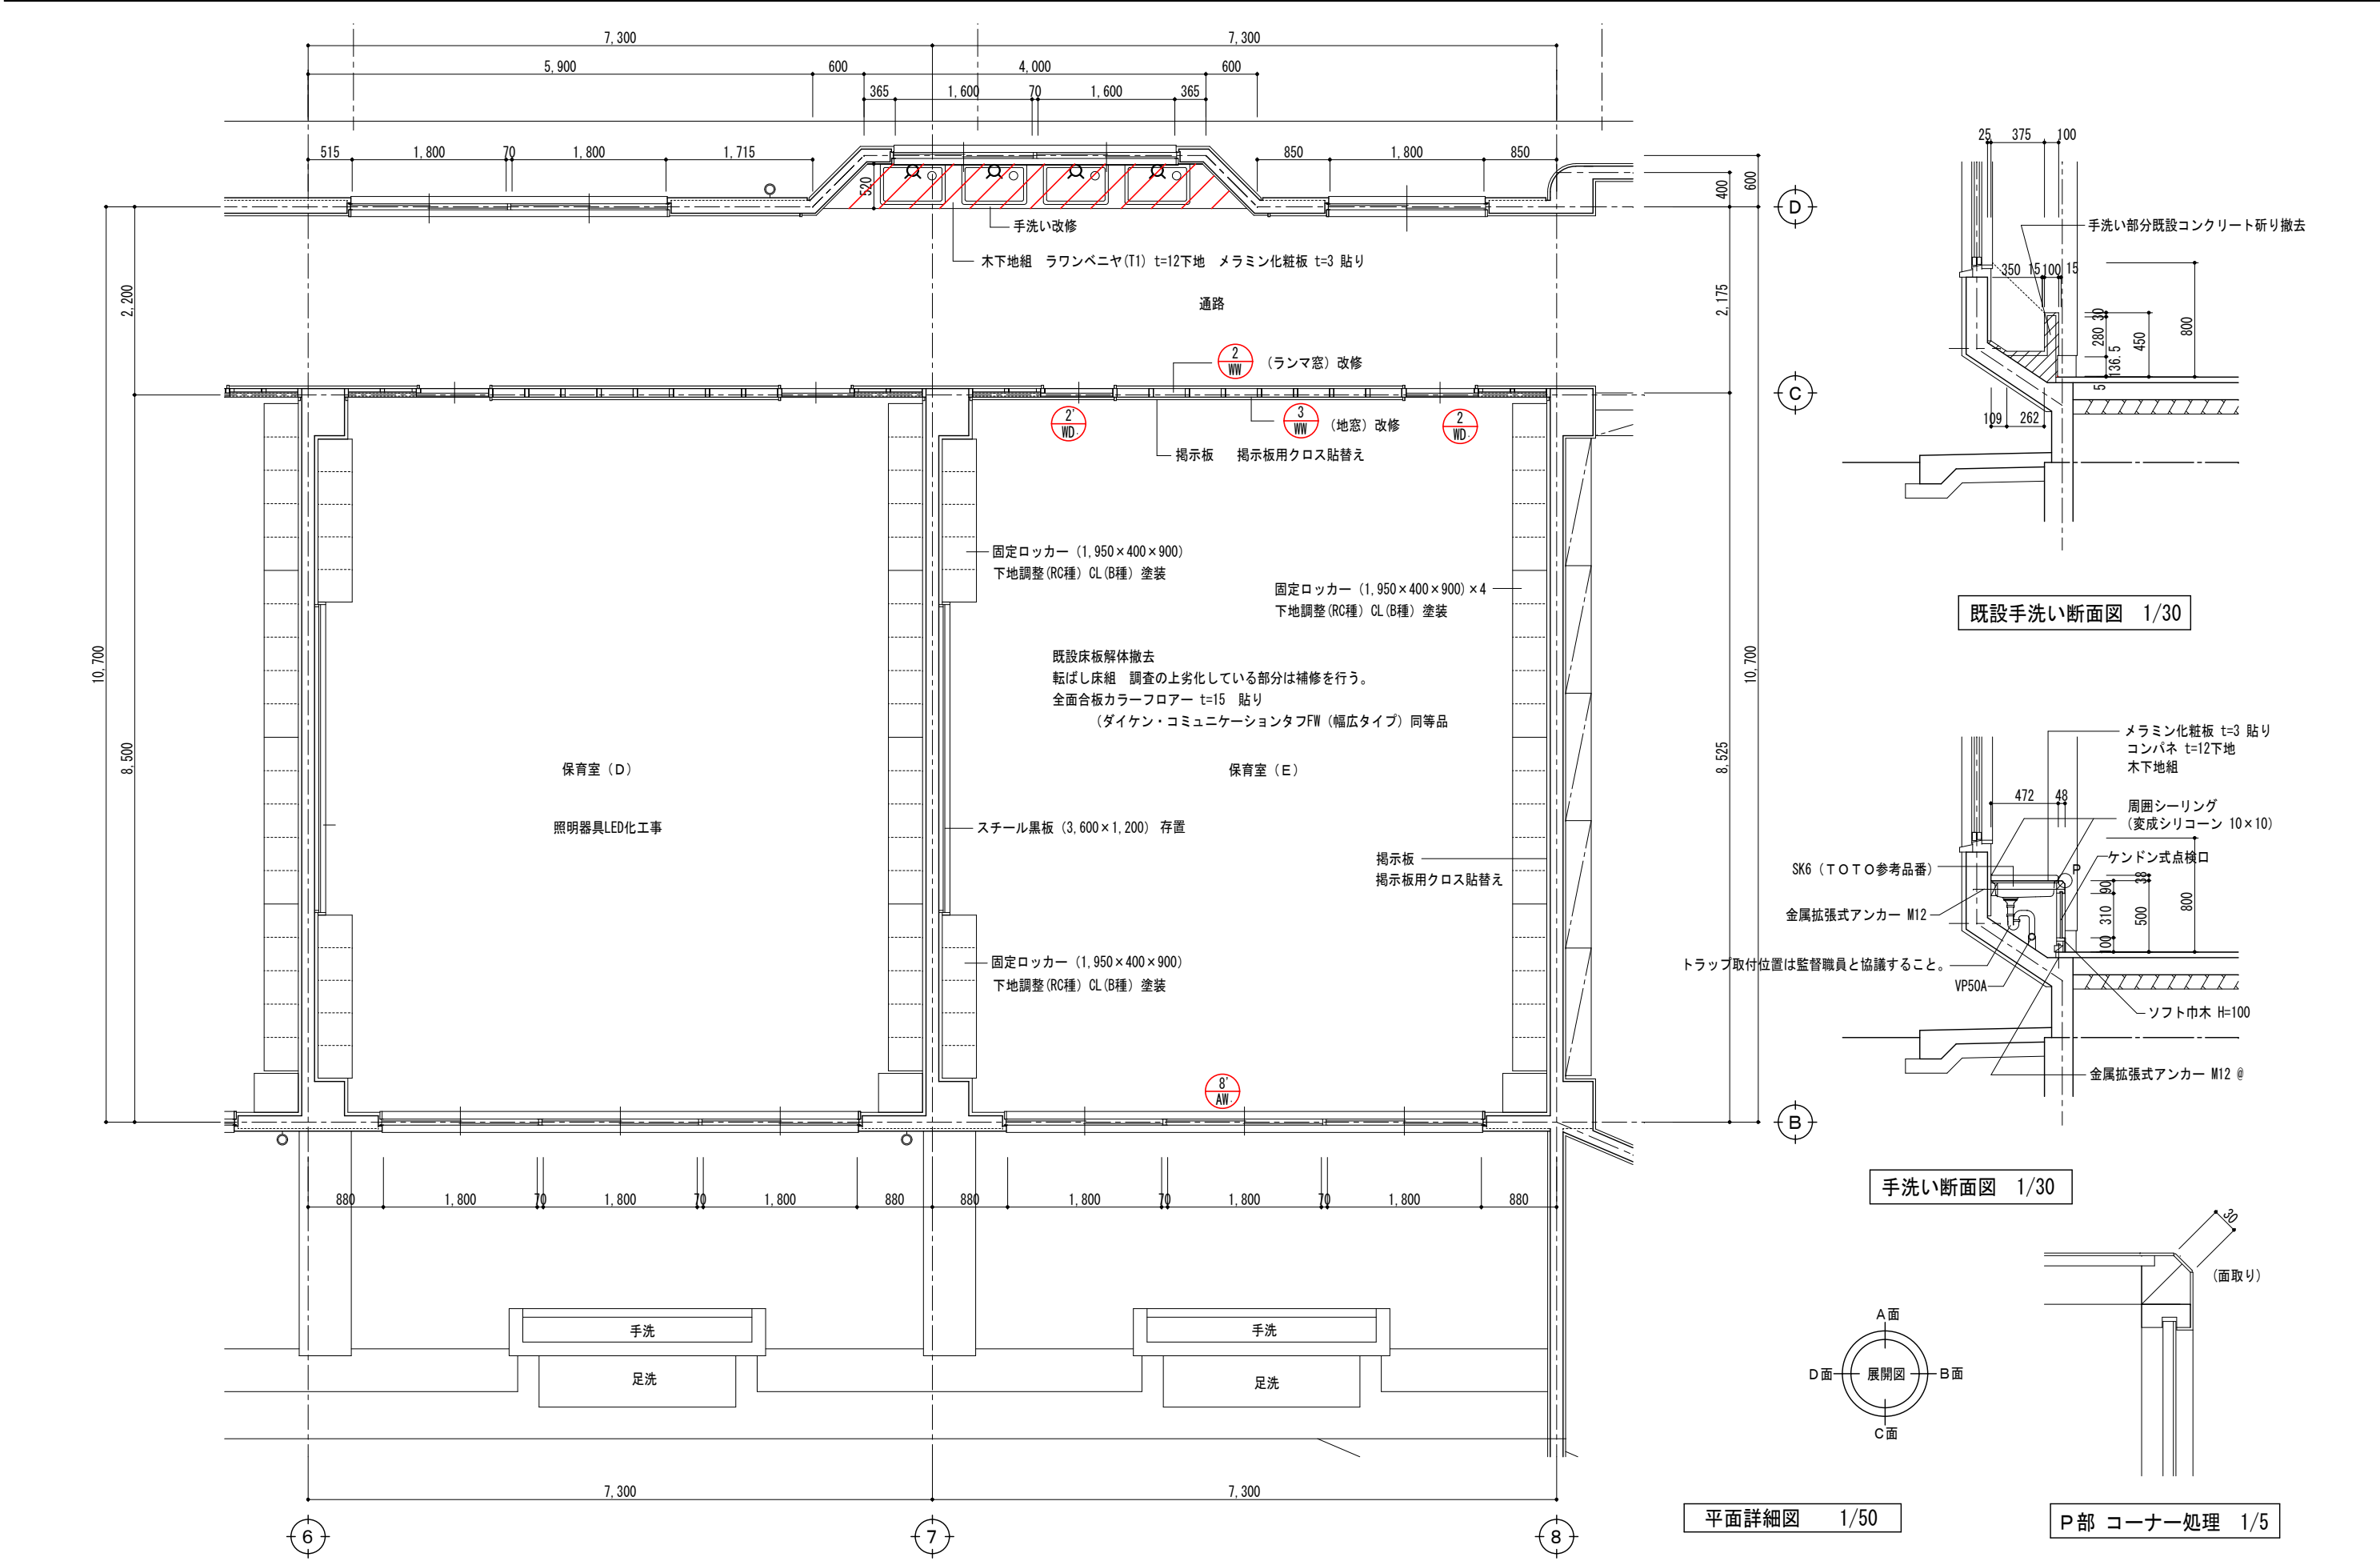 7,300
7,300
5,900
600
4,000
600
365
1,600
70
1,600
365
515
1,800
70
1,800
1,715
850
1,800
850
520
400
600
D
手洗い改修
木下地組 ラワンベニヤ(T1) t=12下地 メラミン化粧板 t=3 貼り
通路
2,200
2,175
2
WW
(ランマ窓) 改修
C
2'
WD
3
WW
(地窓) 改修
2
WD
掲示板 掲示板用クロス貼替え
固定ロッカー (1,950×400×900)
下地調整(RC種) CL(B種) 塗装
固定ロッカー (1,950×400×900)×4
下地調整(RC種) CL(B種) 塗装
既設床板解体撤去
転ばし床組 調査の上劣化している部分は補修を行う。
全面合板カラーフロアー t=15 貼り
(ダイケン・コミュニケーションタフFW (幅広タイプ) 同等品
10,700
8,500
8,525
10,700
保育室 (D)
保育室 (E)
照明器具LED化工事
スチール黒板 (3,600×1,200) 存置
掲示板
掲示板用クロス貼替え
固定ロッカー (1,950×400×900)
下地調整(RC種) CL(B種) 塗装
8'
AW
B
880
1,800
70
1,800
70
1,800
880
880
1,800
70
1,800
70
1,800
880
手洗
足洗
手洗
足洗
7,300
7,300
6
7
8
25
375
100
手洗い部分既設コンクリート斫り撤去
350
15
100
15
280
30
136.5
5
450
800
109
262
既設手洗い断面図 1/30
メラミン化粧板 t=3 貼り
コンパネ t=12下地
木下地組
472
48
周囲シーリング
(変成シリコーン 10×10)
ケンドン式点検口
P
SK6 (TOTO参考品番)
金属拡張式アンカー M12
100
310
90
38
500
800
トラップ取付位置は監督職員と協議すること。
VP50A
ソフト巾木 H=100
金属拡張式アンカー M12 @
手洗い断面図 1/30
30
(面取り)
A面
D面
展開図
B面
C面
平面詳細図 1/50
P部 コーナー処理 1/5